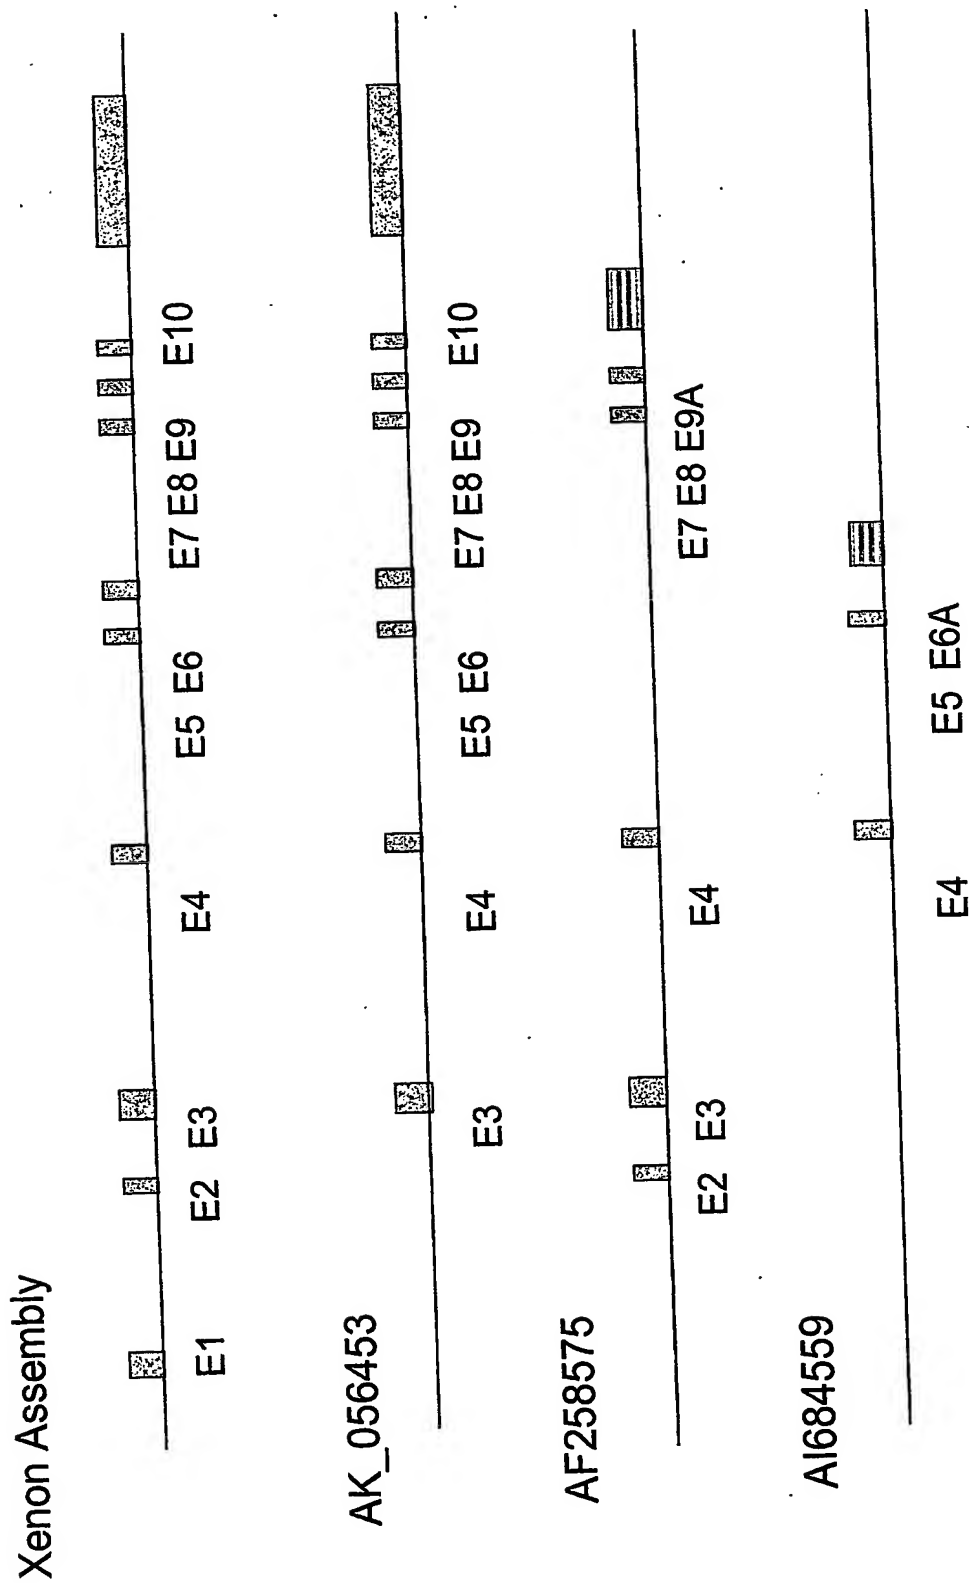 Xenon Assembly
E1 E2 E3 E4 E5 E6 E7 E8 E9 E10
AK_056453
E3 E4 E5 E6 E7 E8 E9 E10
AF258575
E2 E3 E4 E7 E8 E9A
AI684559
E4 E5 E6A